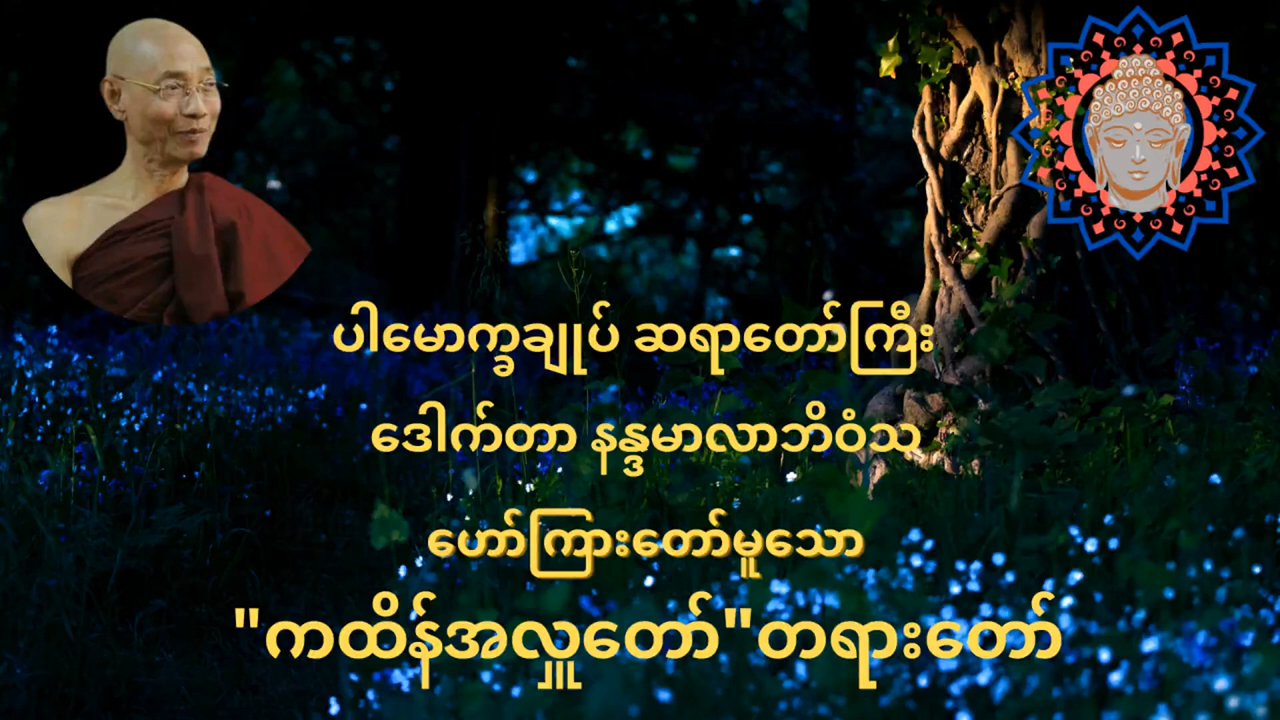 ပါမောက္ခချုပ် ဆရာတော်ကြီး
ဒေါက်တာ နန္ဒမာလာဘိဝံသ
ဟော်ကြားတော်မူသော
"ကထိန်အလှူတော်"တရားတော်